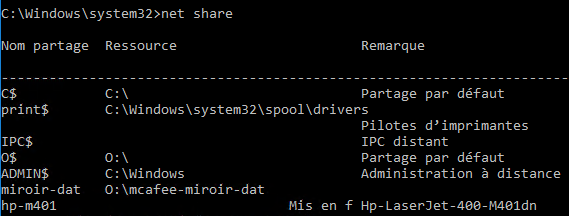 C:\Windows\system32>net share
Nom partage  Ressource                       Remarque
-------------------------------------------------------------------------------
C$           C:\                             Partage par défaut
print$       C:\Windows\system32\spool\drivers
                                             Pilotes d’imprimantes
IPC$                                         IPC distant
O$           O:\                             Partage par défaut
ADMIN$       C:\Windows                      Administration à distance
miroir-dat   O:\mcafee-miroir-dat
hp-m401                             Mis en f Hp-LaserJet-400-M401dn